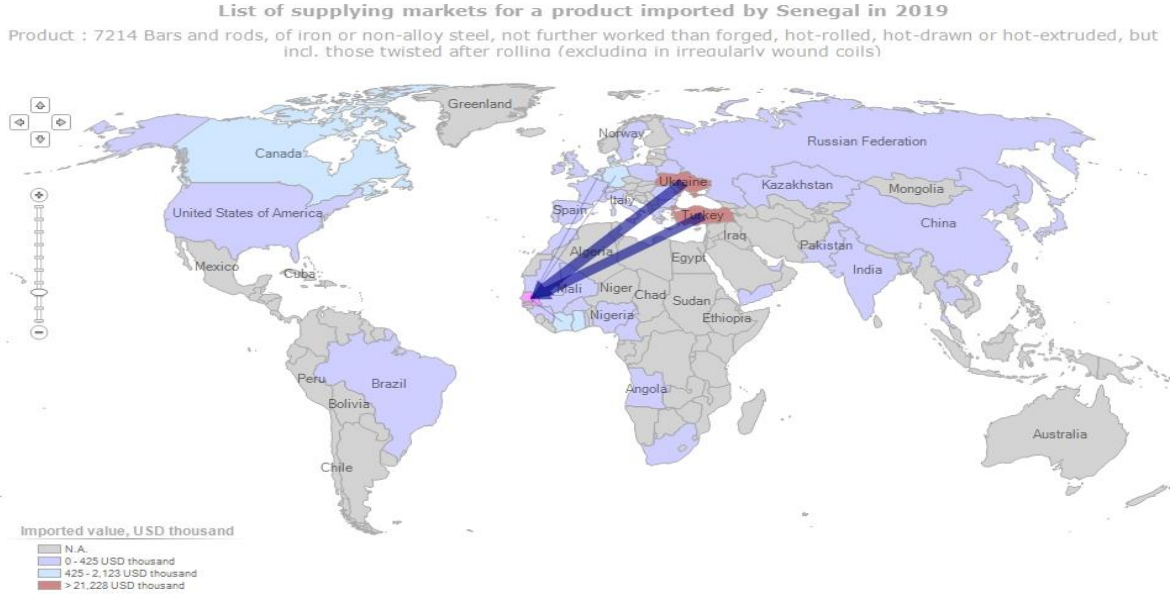 List of supplying markets for a product imported by Senegal in 2019
Product : 7214 Bars and rods, of iron or non-alloy steel, not further worked than forged, hot-rolled, hot-drawn or hot-extruded, but
incl. those twisted after rolling (excluding in irregularly wound coils)
Greenland
Norway
Russian Federation
Canada
Ukraine
Kazakhstan
Mongolia
Italy
United States of America
Spain
Turkey
China
Iraq
Pakistan
Algeria
Egypt
Mexico
Cuba
India
Mali
Niger
Chad
Sudan
Nigeria
Ethiopia
Peru
Brazil
Angola
Bolivia
Australia
Chile
Imported value, USD thousand
N.A.
0 - 425 USD thousand
425 - 2,123 USD thousand
> 21,228 USD thousand